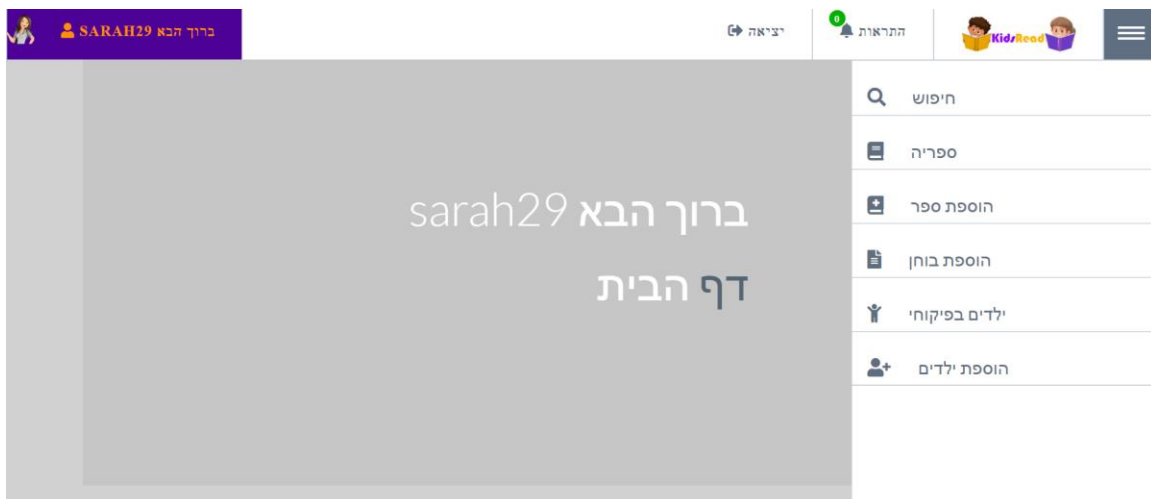 KidsRead
התראות 0
יציאה
ברוך הבא SARAH29
חיפוש
ספריה
הוספת ספר
הוספת בוחן
ילדים בפיקוחי
הוספת ילדים
ברוך הבא sarah29
דף הבית